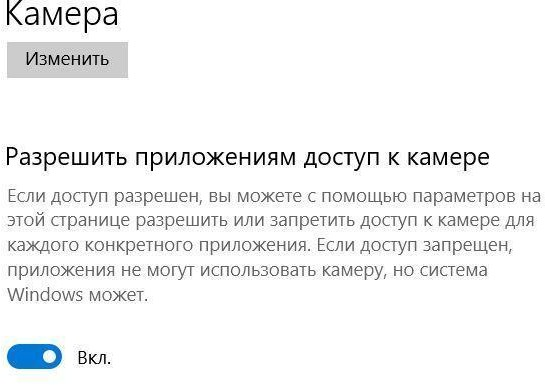 Камера
Изменить
Разрешить приложениям доступ к камере
Если доступ разрешен, вы можете с помощью параметров на
этой странице разрешить или запретить доступ к камере для
каждого конкретного приложения. Если доступ запрещен,
приложения не могут использовать камеру, но система
Windows может.
Вкл.